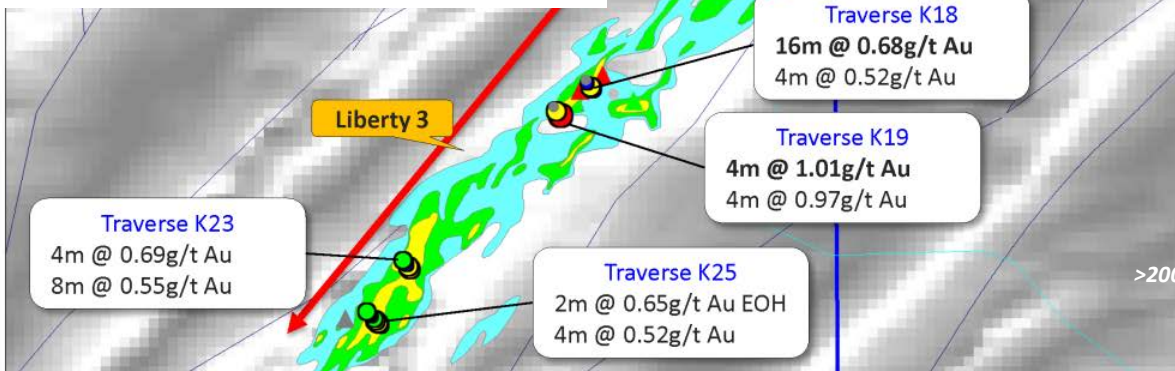 Traverse K18
16m @ 0.68g/t Au
4m @ 0.52g/t Au
Liberty 3
Traverse K19
4m @ 1.01g/t Au
4m @ 0.97g/t Au
Traverse K23
4m @ 0.69g/t Au
8m @ 0.55g/t Au
Traverse K25
2m @ 0.65g/t Au EOH
4m @ 0.52g/t Au
>200